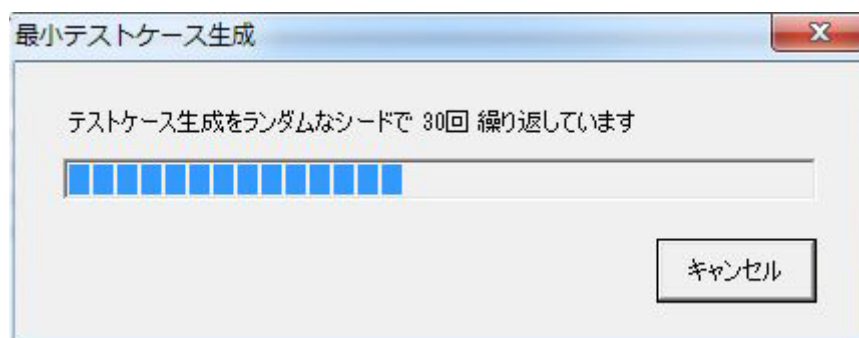 最小テストケース生成
テストケース生成をランダムなシードで 30回 繰り返しています
キャンセル